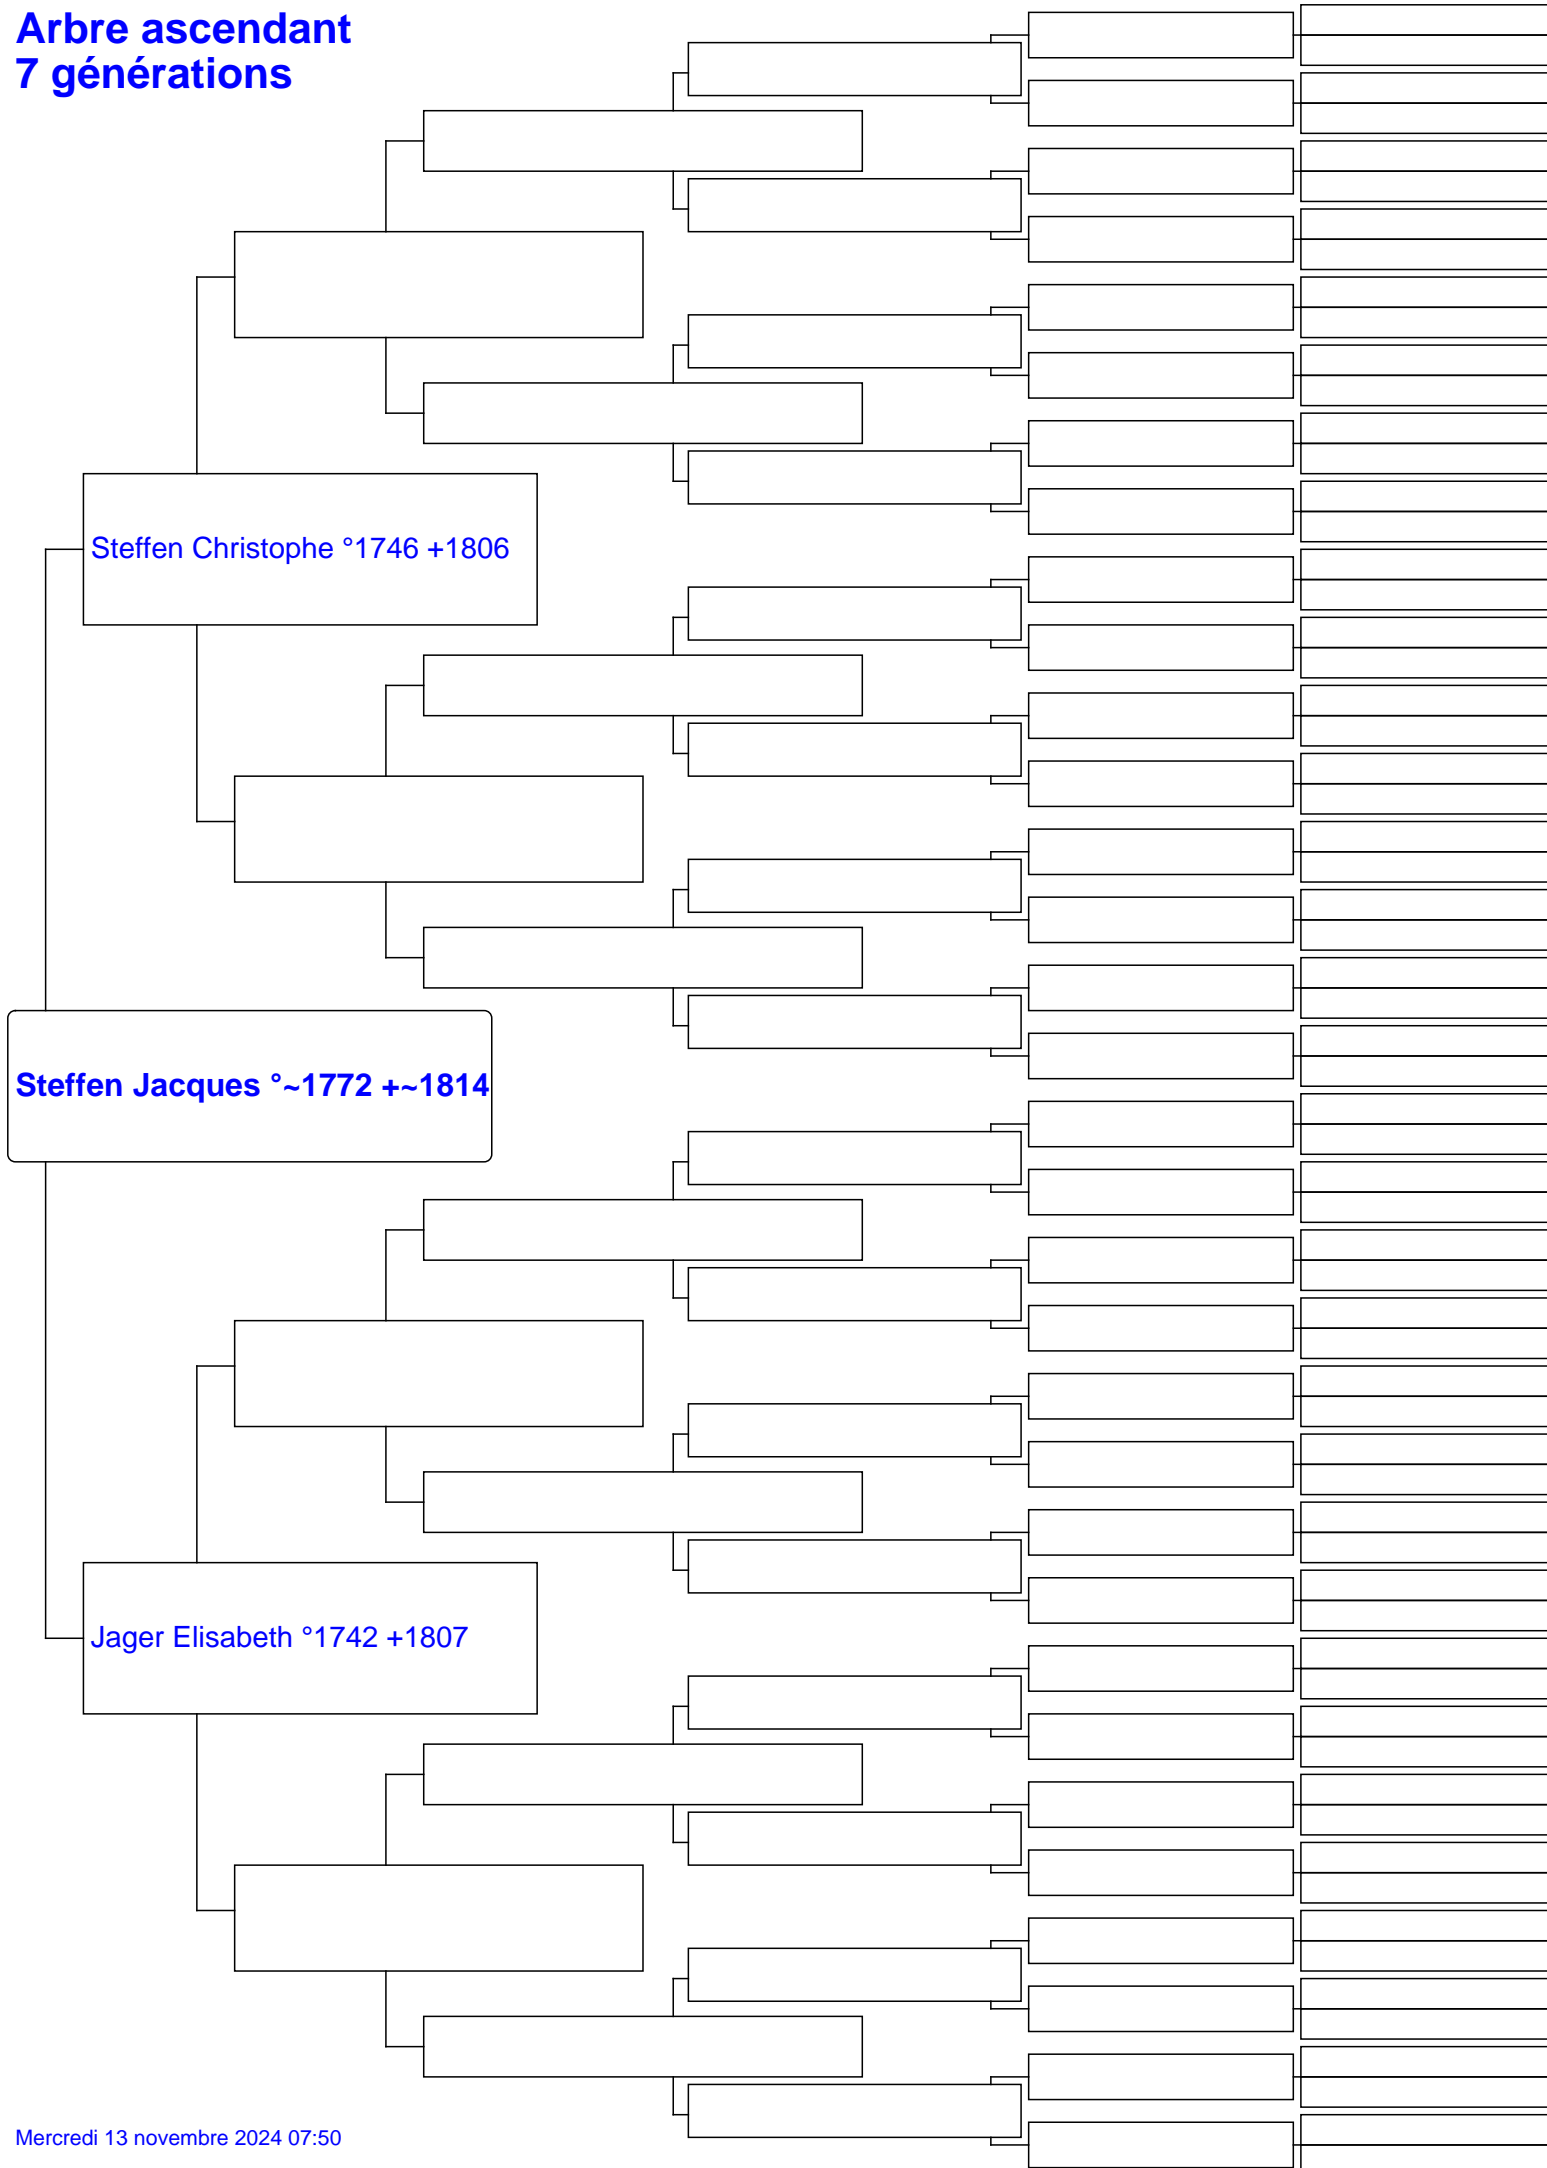 Arbre ascendant
7 générations
Steffen Christophe °1746 +1806
Steffen Jacques °~1772 +~1814
Jager Elisabeth °1742 +1807
Mercredi 13 novembre 2024 07:50